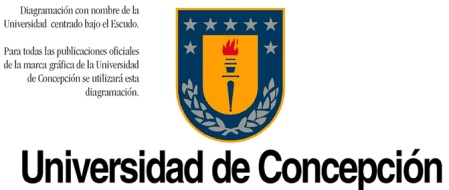 Diagramación con nombre de la
Universidad centrado bajo el Escudo.
Para todas las publicaciones oficiales
de la marca gráfica de la Universidad
de Concepción se utilizará esta
diagramación.
Universidad de Concepción